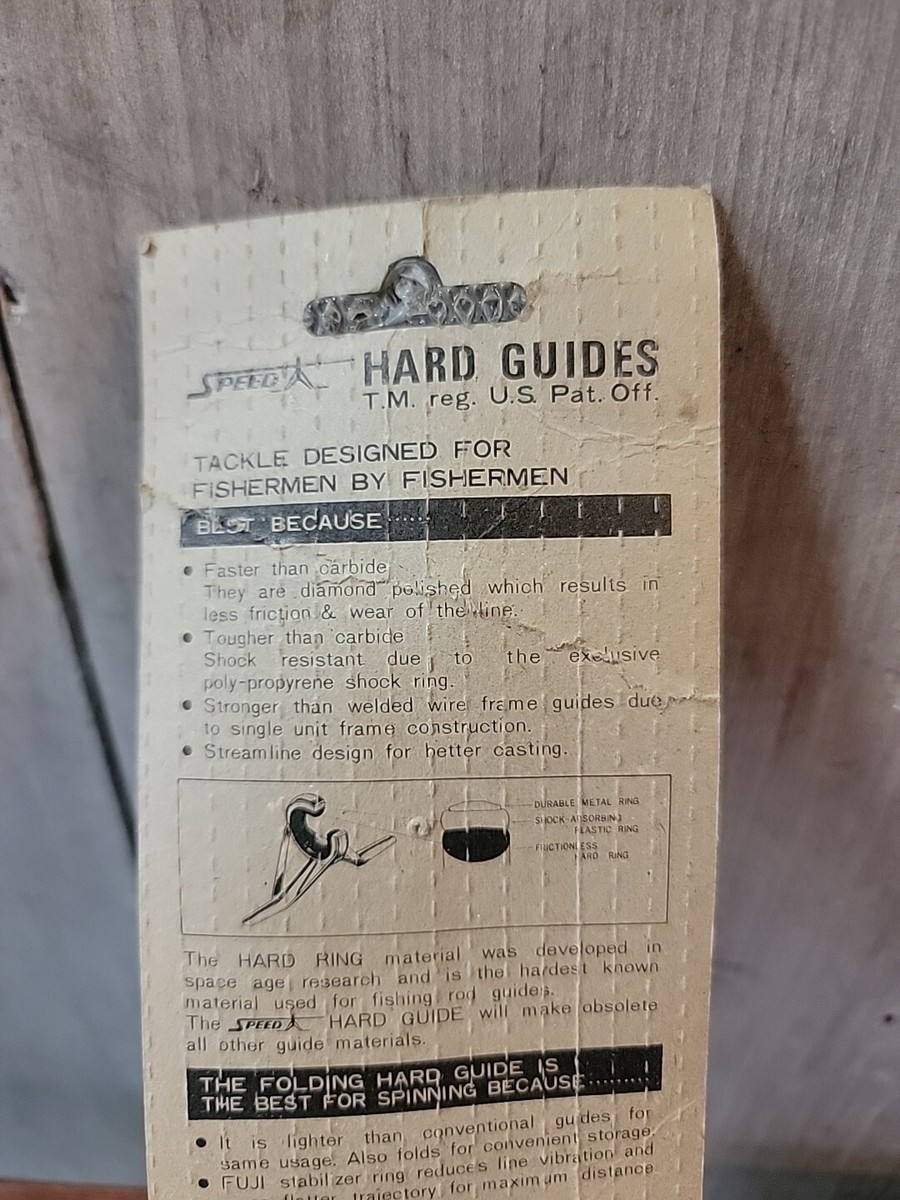 SPEED HARD GUIDES
T.M. reg. U.S. Pat. Off.
TACKLE DESIGNED FOR
FISHERMEN BY FISHERMEN
BEST BECAUSE ······
• Faster than carbide
They are diamond polished which results in
less friction & wear of the line.
• Tougher than carbide
Shock resistant due to the exclusive
poly-propyrene shock ring.
• Stronger than welded wire frame guides due
to single unit frame construction.
• Streamline design for better casting.
DURABLE METAL RING
SHOCK-ABSORBING
PLASTIC RING
FRICTIONLESS
HARD RING
The HARD RING material was developed in
space age research and is the hardest known
material used for fishing rod guides.
The SPEED HARD GUIDE will make obsolete
all other guide materials.
THE FOLDING HARD GUIDE IS
THE BEST FOR SPINNING BECAUSE·········
• It is lighter than conventional guides for
same usage. Also folds for convenient storage.
• FUJI stabilizer ring reduces line vibration and
flatter trajectory for maximum distance